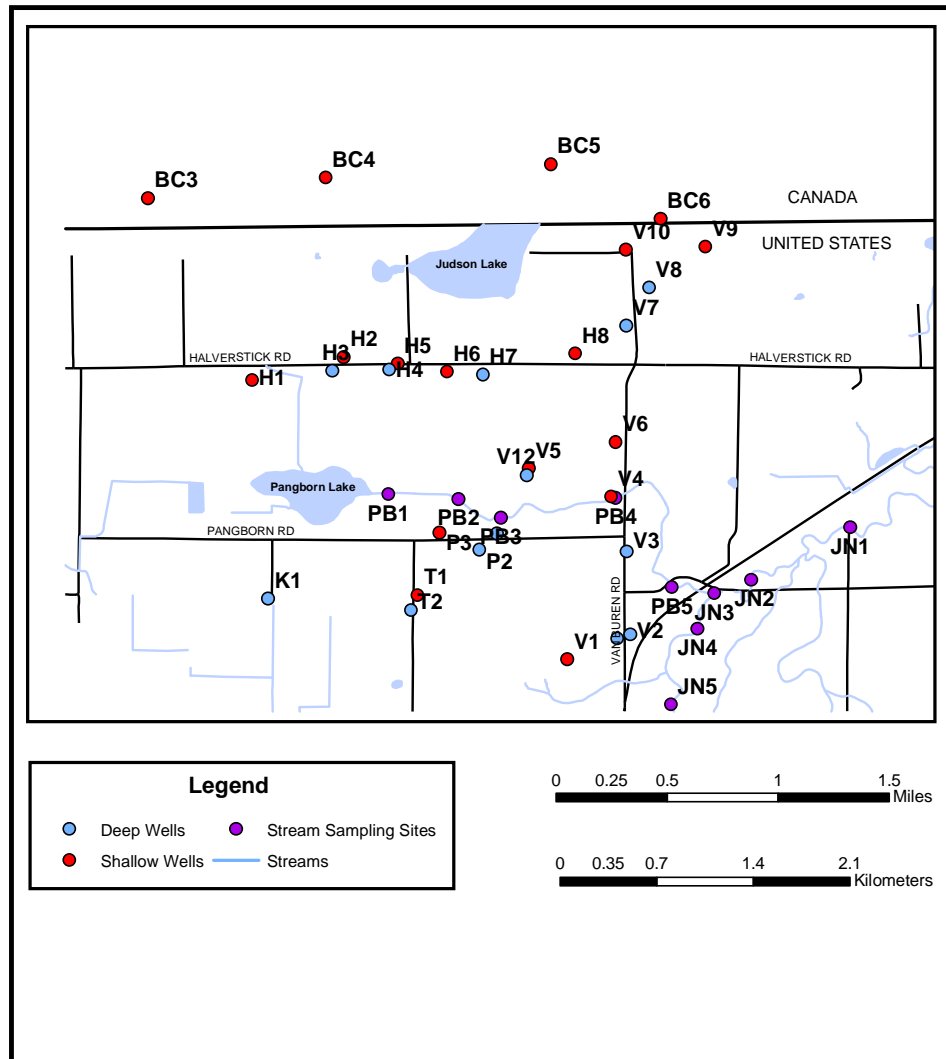 BC5
BC4
BC3
CANADA
BC6
V10
V9
UNITED STATES
Judson Lake
V8
V7
H2
H5
H8
H3
HALVERSTICK RD
H6
H7
HALVERSTICK RD
H4
H1
V6
V5
V12
V4
Pangborn Lake
PB1
PB2
PB4
JN1
PANGBORN RD
P3
PB3
V3
P2
T1
K1
T2
PB5
JN2
JN3
VAN BUREN RD
V2
V1
JN4
JN5
Legend
Deep Wells
Stream Sampling Sites
Shallow Wells
Streams
0 0.25 0.5 1 1.5
Miles
0 0.35 0.7 1.4 2.1
Kilometers